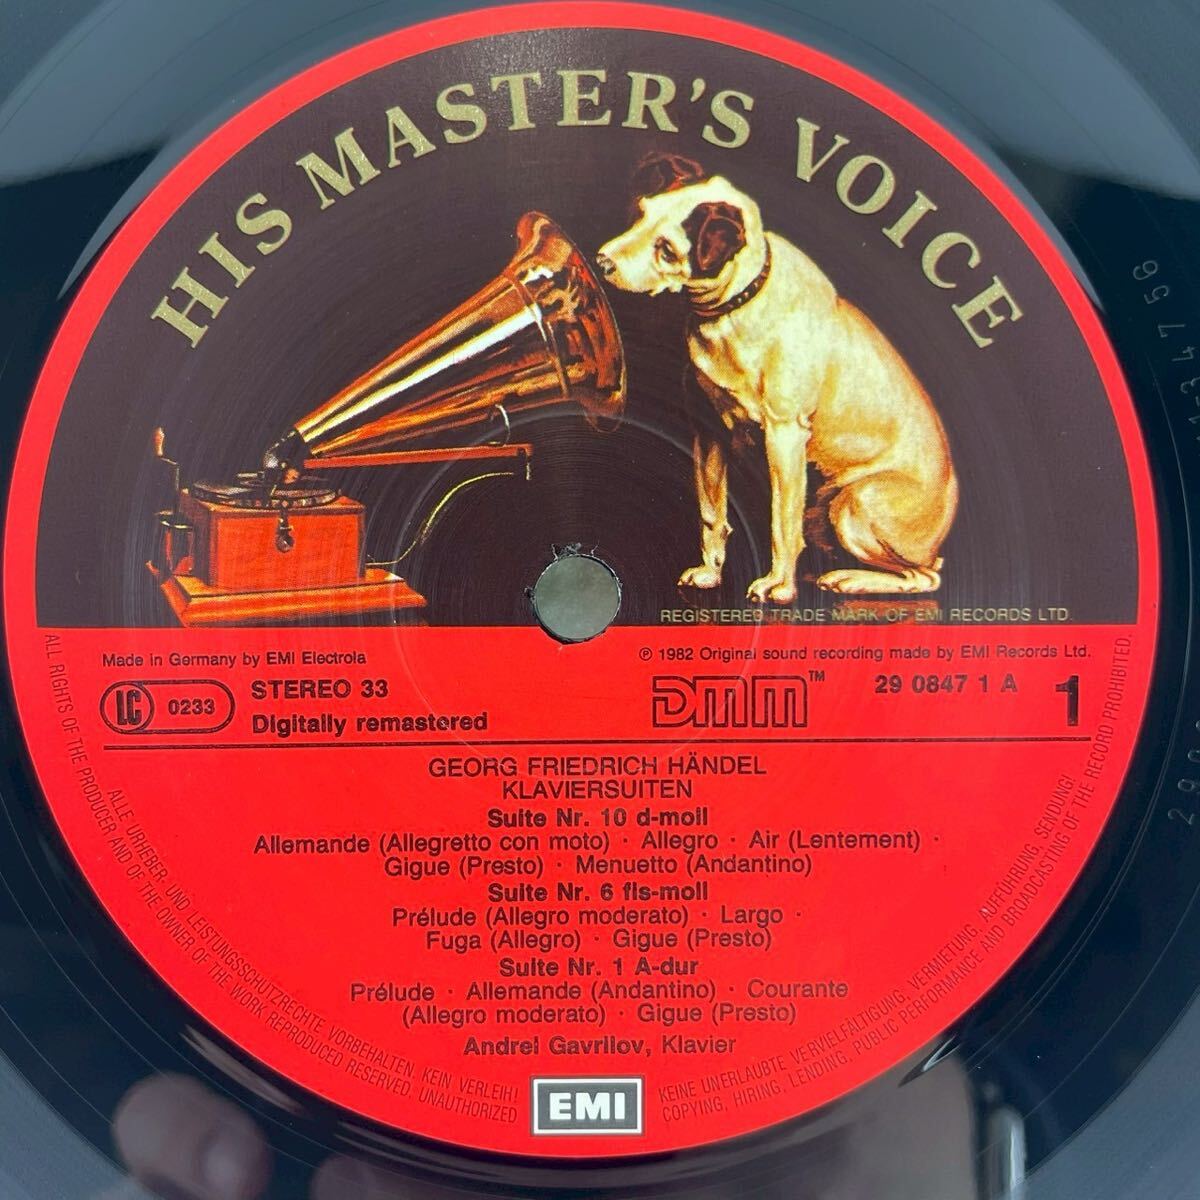 HIS MASTER'S VOICE
REGISTERED TRADE MARK OF EMI RECORDS LTD.
Made in Germany by EMI Electrola
℗ 1982 Original sound recording made by EMI Records Ltd.
LC 0233
STEREO 33
Digitally remastered
DMM™
29 0847 1 A
1
GEORG FRIEDRICH HÄNDEL
KLAVIERSUITEN
Suite Nr. 10 d-moll
Allemande (Allegretto con moto) · Allegro · Air (Lentement) ·
Gigue (Presto) · Menuetto (Andantino)
Suite Nr. 6 fis-moll
Prélude (Allegro moderato) · Largo ·
Fuga (Allegro) · Gigue (Presto)
Suite Nr. 1 A-dur
Prélude · Allemande (Andantino) · Courante
(Allegro moderato) · Gigue (Presto)
Andrei Gavrilov, Klavier
EMI
ALLE URHEBER- UND LEISTUNGSSCHUTZRECHTE VORBEHALTEN. KEIN VERLEIH! KEINE UNERLAUBTE VERVIELFÄLTIGUNG, VERMIETUNG, AUFFÜHRUNG, SENDUNG!
ALL RIGHTS OF THE PRODUCER AND OF THE OWNER OF THE WORK REPRODUCED RESERVED. UNAUTHORIZED COPYING, HIRING, LENDING, PUBLIC PERFORMANCE AND BROADCASTING OF THE RECORD PROHIBITED.